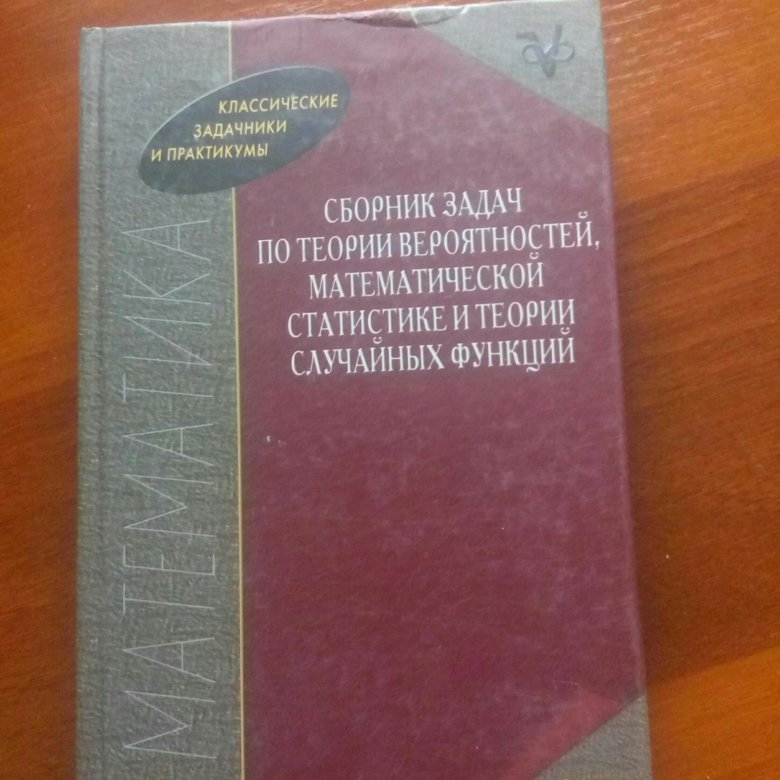 КЛАССИЧЕСКИЕ
ЗАДАЧНИКИ
И ПРАКТИКУМЫ
СБОРНИК ЗАДАЧ
ПО ТЕОРИИ ВЕРОЯТНОСТЕЙ,
МАТЕМАТИЧЕСКОЙ
СТАТИСТИКЕ И ТЕОРИИ
СЛУЧАЙНЫХ ФУНКЦИЙ
МАТЕМАТИКА